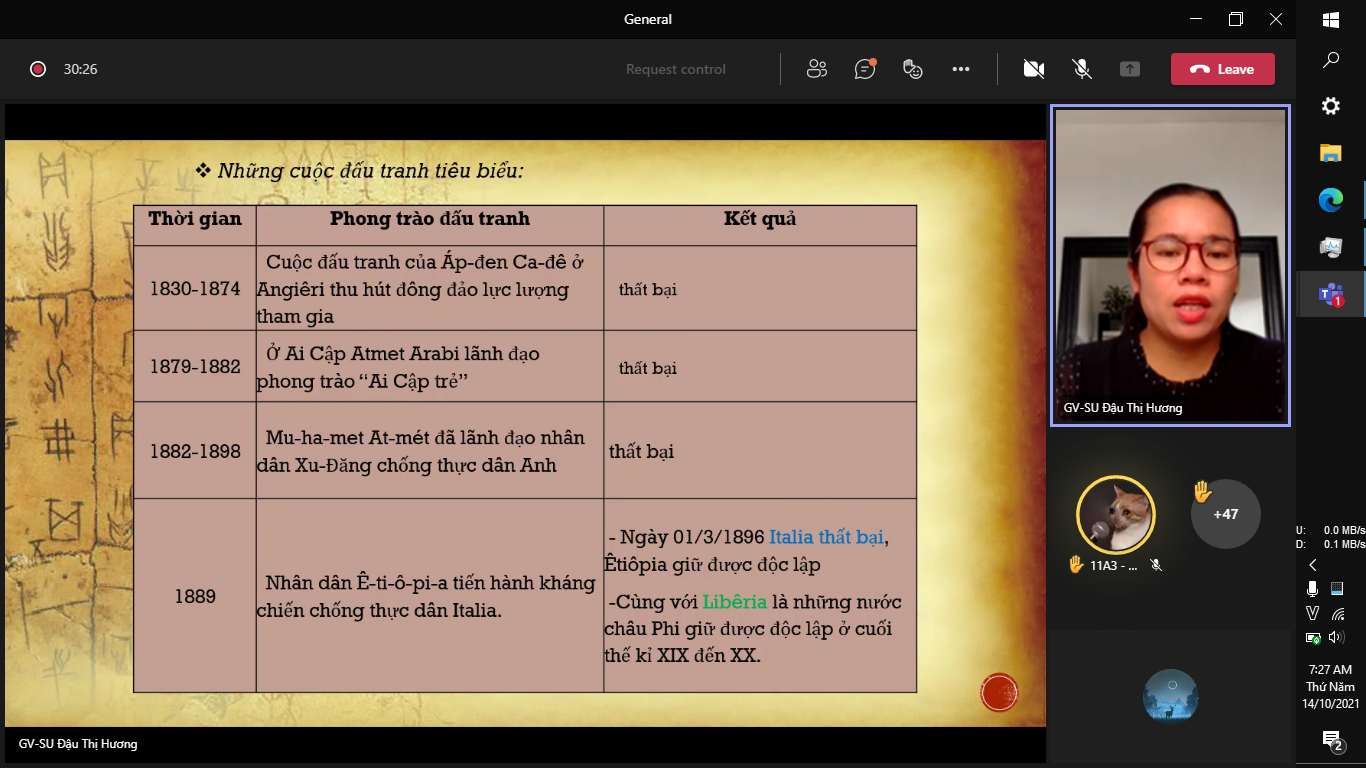 General
30:26
Request control
Leave
❖ Những cuộc đấu tranh tiêu biểu:
Thời gian
Phong trào đấu tranh
Kết quả
1830-1874
Cuộc đấu tranh của Áp-đen Ca-đê ở
Angiêri thu hút đông đảo lực lượng
tham gia
thất bại
1879-1882
Ở Ai Cập Atmet Arabi lãnh đạo
phong trào “Ai Cập trẻ”
thất bại
1882-1898
Mu-ha-met At-mét đã lãnh đạo nhân
dân Xu-Đăng chống thực dân Anh
thất bại
1889
Nhân dân Ê-ti-ô-pi-a tiến hành kháng
chiến chống thực dân Italia.
- Ngày 01/3/1896 Italia thất bại,
Êtiôpia giữ được độc lập
-Cùng với Libêria là những nước
châu Phi giữ được độc lập ở cuối
thế kỉ XIX đến XX.
GV-SU Đậu Thị Hương
GV-SU Đậu Thị Hương
+47
11A3 - ...
1
U: 0.0 MB/s
D: 0.1 MB/s
7:27 AM
Thứ Năm
14/10/2021
2